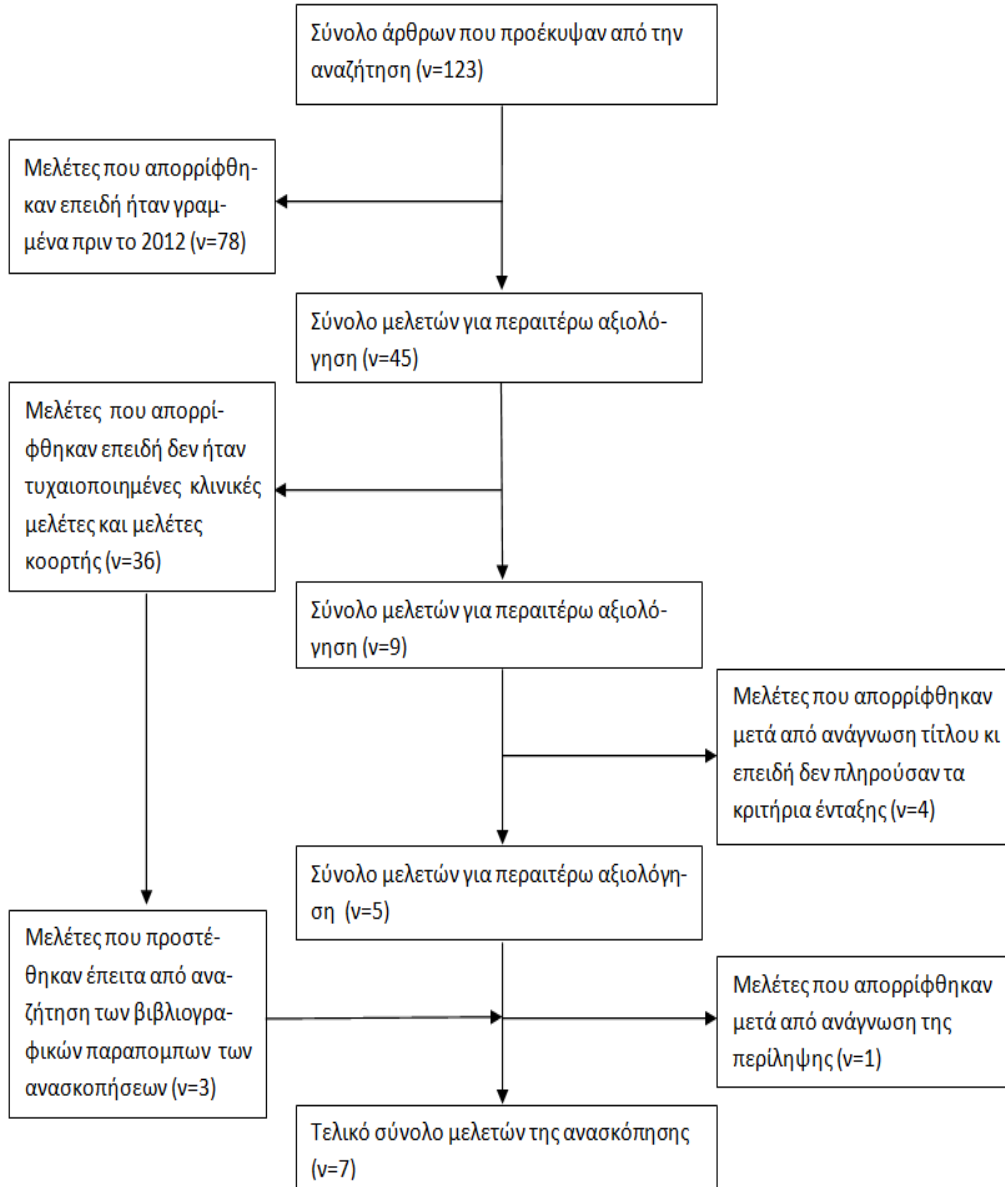 Σύνολο άρθρων που προέκυψαν από την
αναζήτηση (ν=123)
Μελέτες που απορρίφθη-
καν επειδή ήταν γραμ-
μένα πριν το 2012 (ν=78)
Σύνολο μελετών για περαιτέρω αξιολό-
γηση (ν=45)
Μελέτες που απορρί-
φθηκαν επειδή δεν ήταν
τυχαιοποιημένες κλινικές
μελέτες και μελέτες
κοορτής (ν=36)
Σύνολο μελετών για περαιτέρω αξιολό-
γηση (ν=9)
Μελέτες που απορρίφθηκαν
μετά από ανάγνωση τίτλου κι
επειδή δεν πληρούσαν τα
κριτήρια ένταξης (ν=4)
Σύνολο μελετών για περαιτέρω αξιολόγη-
ση (ν=5)
Μελέτες που προστέ-
θηκαν έπειτα από ανα-
ζήτηση των βιβλιογρα-
φικών παραπομπων των
ανασκοπήσεων (ν=3)
Μελέτες που απορρίφθηκαν
μετά από ανάγνωση της
περίληψης (ν=1)
Τελικό σύνολο μελετών της ανασκόπησης
(ν=7)